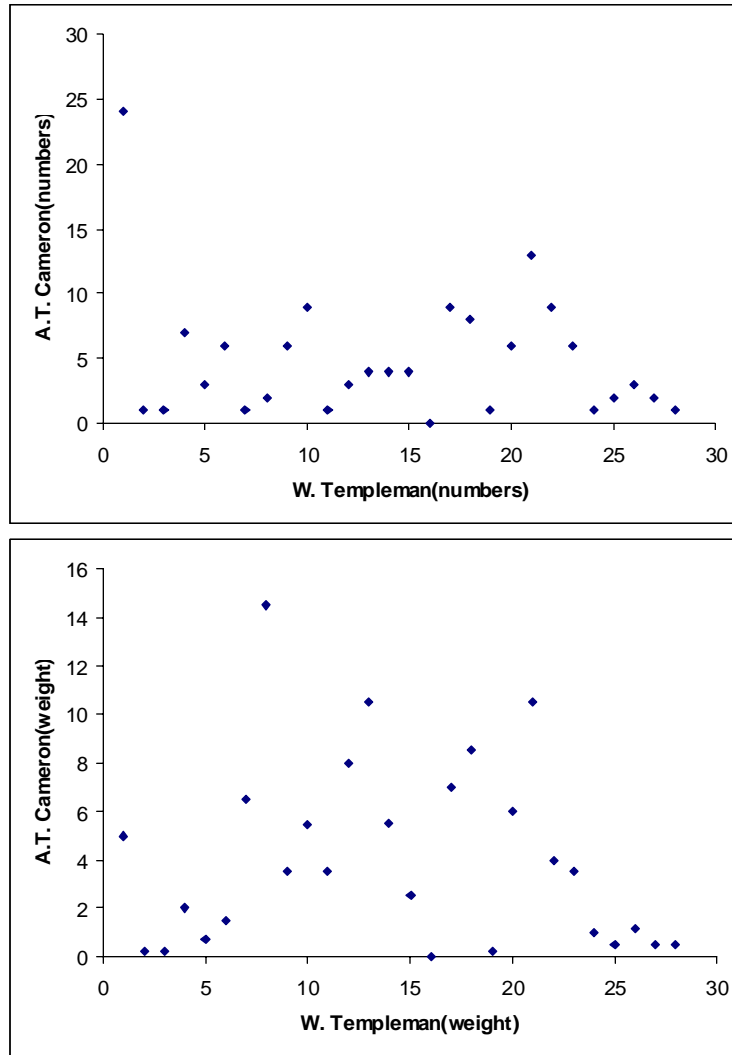 30
25
20
15
10
5
0
A.T. Cameron(numbers)
0 5 10 15 20 25 30
W. Templeman(numbers)
16
14
12
10
8
6
4
2
0
A.T. Cameron(weight)
0 5 10 15 20 25 30
W. Templeman(weight)